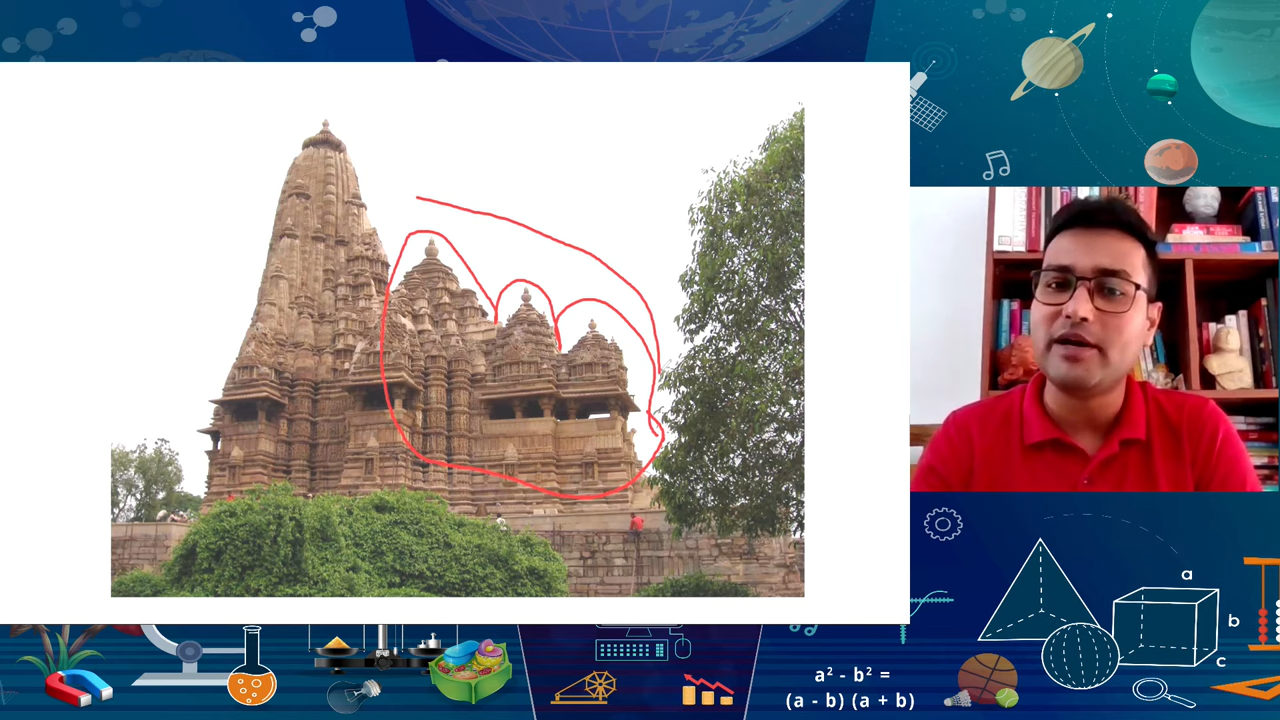 a
b
c
a² - b² =
(a - b) (a + b)